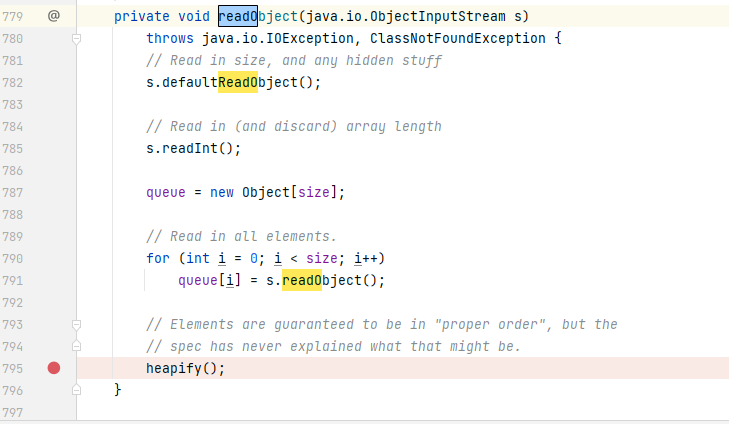 779 @ private void readObject(java.io.ObjectInputStream s)
780 throws java.io.IOException, ClassNotFoundException {
781 // Read in size, and any hidden stuff
782 s.defaultReadObject();
783
784 // Read in (and discard) array length
785 s.readInt();
786
787 queue = new Object[size];
788
789 // Read in all elements.
790 for (int i = 0; i < size; i++)
791 queue[i] = s.readObject();
792
793 // Elements are guaranteed to be in "proper order", but the
794 // spec has never explained what that might be.
795 heapify();
796 }
797